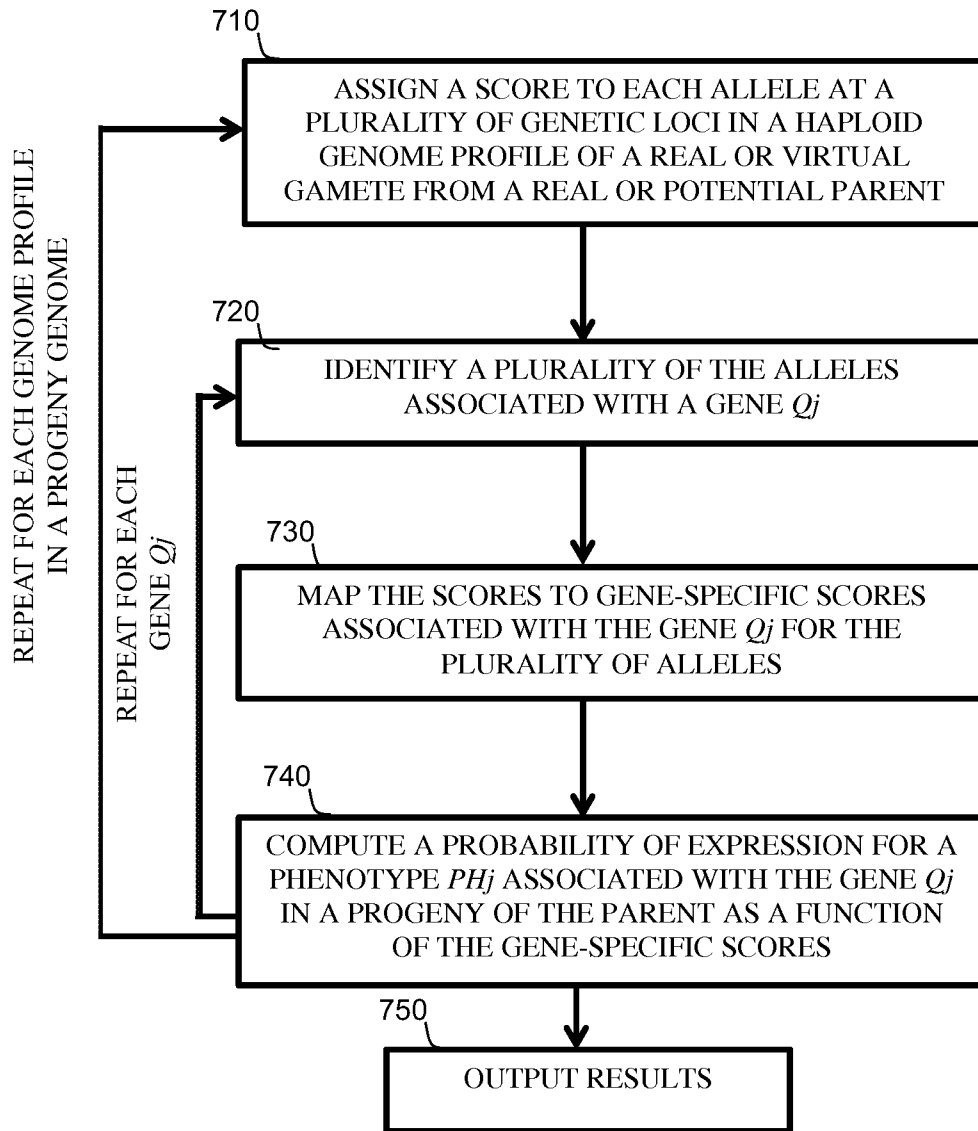 710
ASSIGN A SCORE TO EACH ALLELE AT A
PLURALITY OF GENETIC LOCI IN A HAPLOID
GENOME PROFILE OF A REAL OR VIRTUAL
GAMETE FROM A REAL OR POTENTIAL PARENT
REPEAT FOR EACH GENOME PROFILE
IN A PROGENY GENOME
720
IDENTIFY A PLURALITY OF THE ALLELES
ASSOCIATED WITH A GENE Qj
REPEAT FOR EACH
GENE Qj
730
MAP THE SCORES TO GENE-SPECIFIC SCORES
ASSOCIATED WITH THE GENE Qj FOR THE
PLURALITY OF ALLELES
740
COMPUTE A PROBABILITY OF EXPRESSION FOR A
PHENOTYPE PHj ASSOCIATED WITH THE GENE Qj
IN A PROGENY OF THE PARENT AS A FUNCTION
OF THE GENE-SPECIFIC SCORES
750
OUTPUT RESULTS